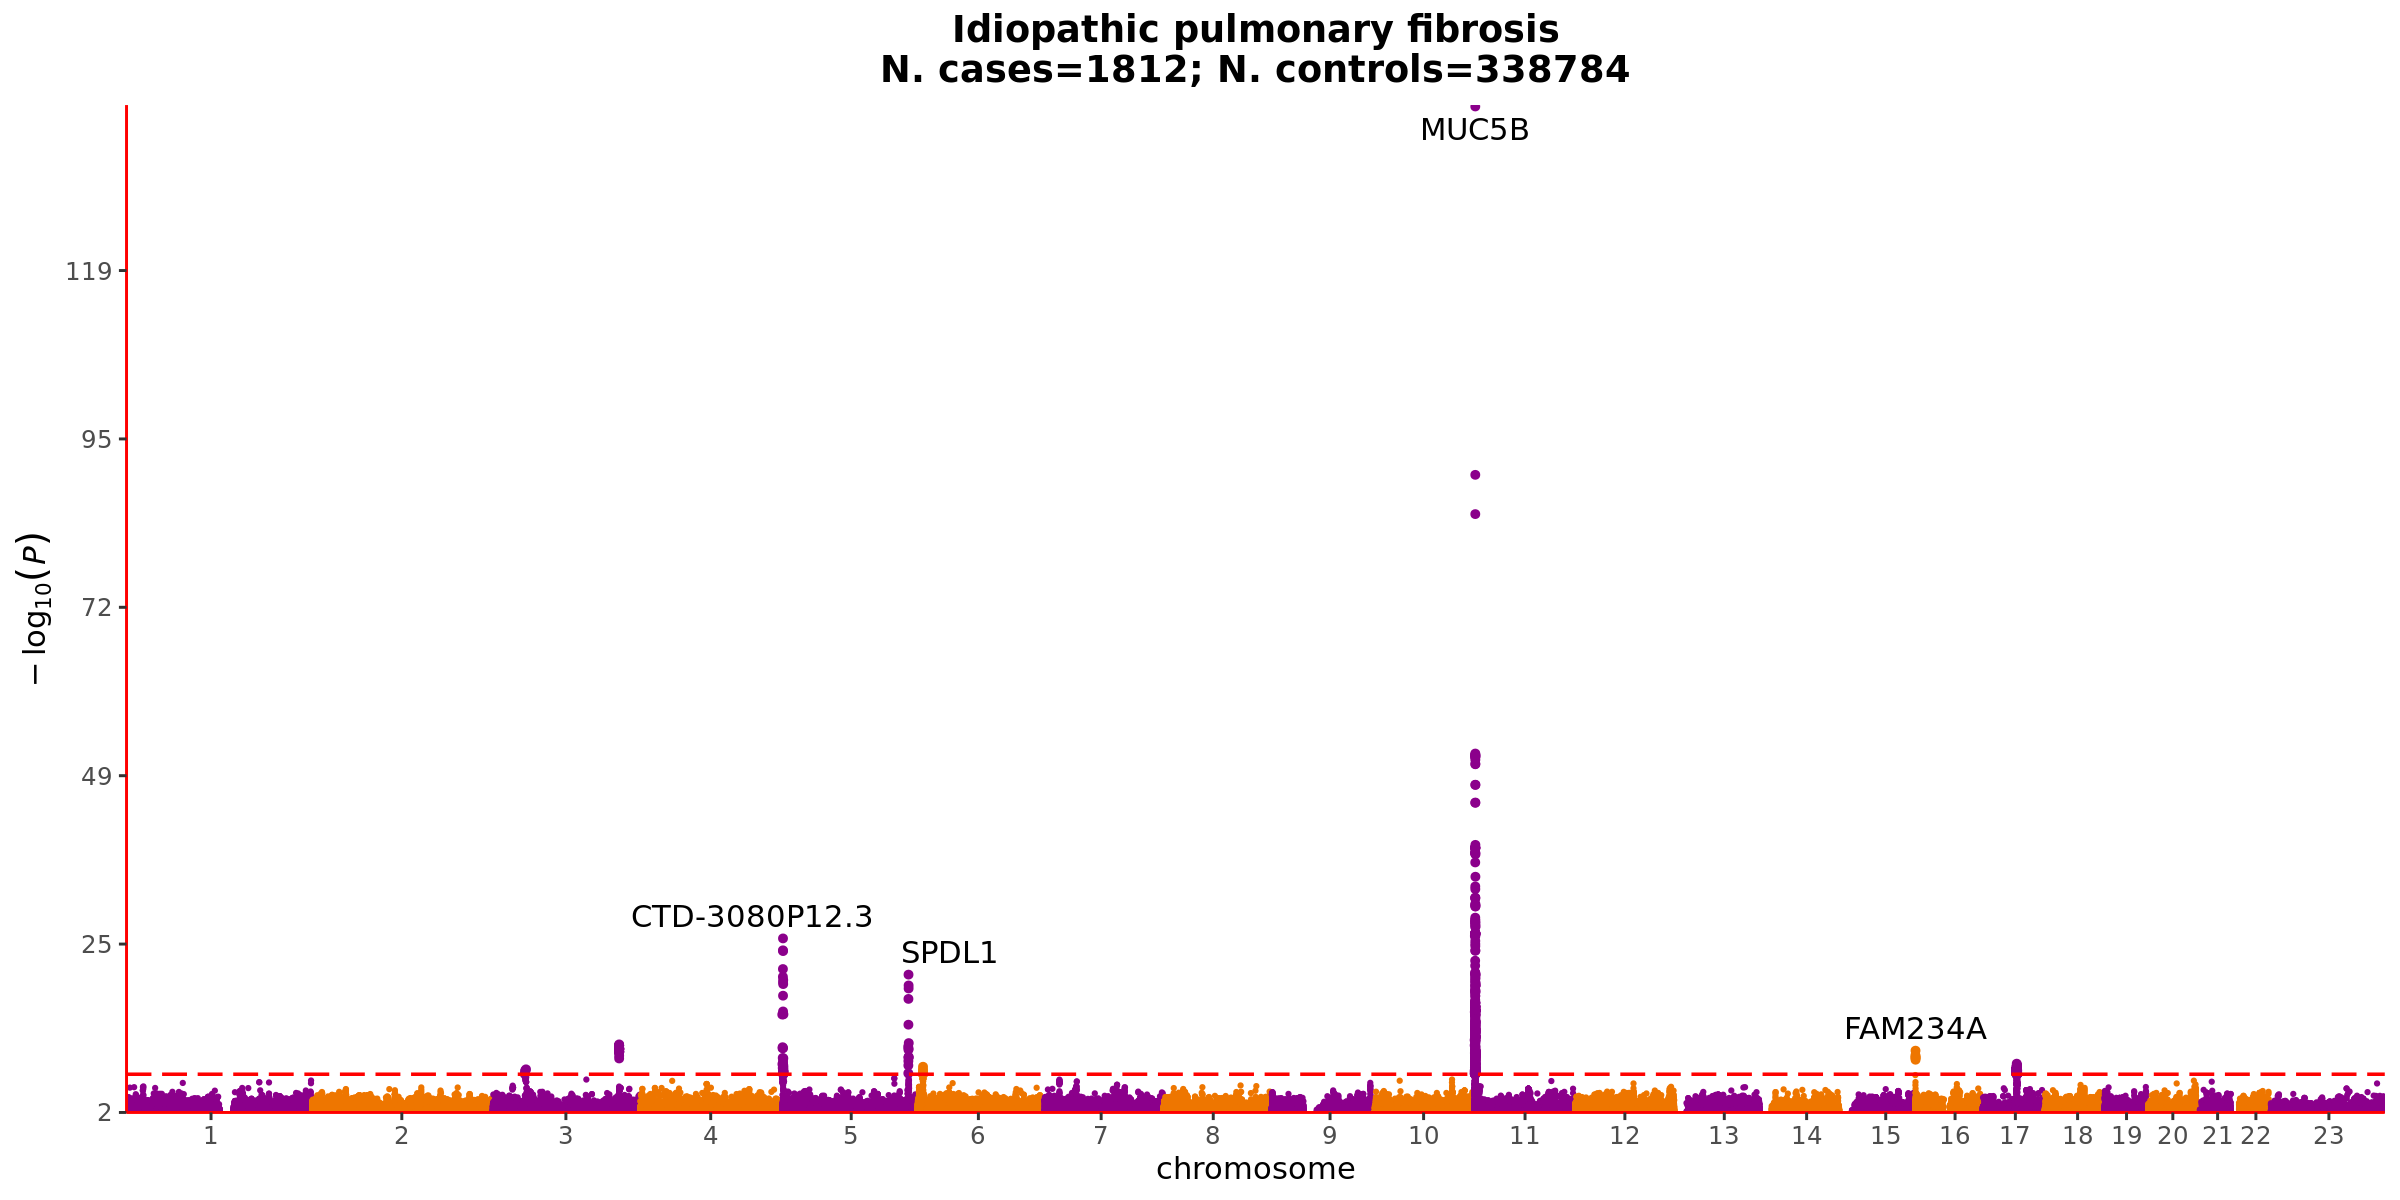 Idiopathic pulmonary fibrosis
N. cases=1812; N. controls=338784
MUC5B
119
95
72
49
25
2
−log10(P)
CTD-3080P12.3
SPDL1
FAM234A
1 2 3 4 5 6 7 8 9 10 11 12 13 14 15 16 17 18 19 20 21 22 23
chromosome